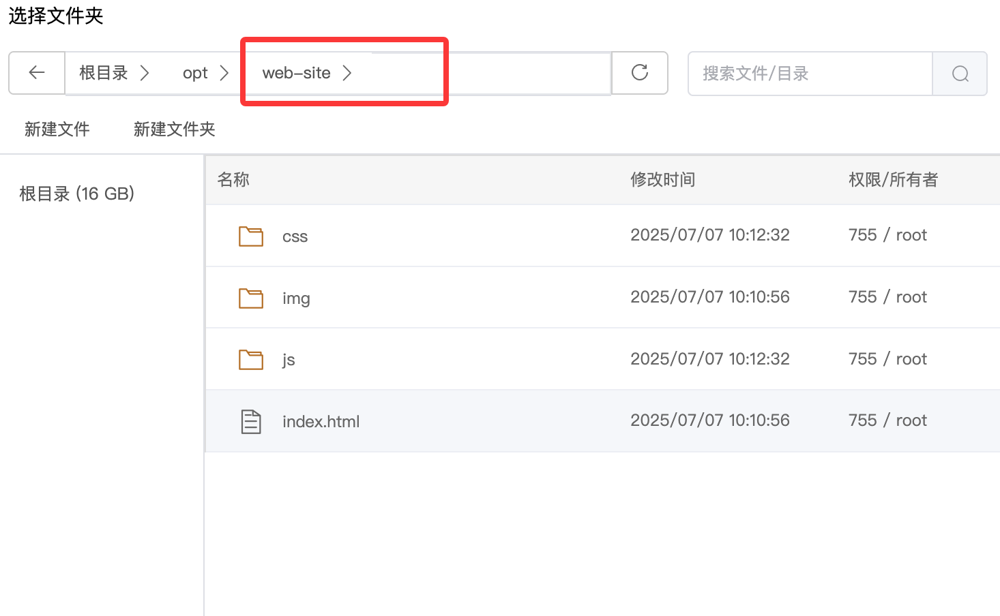 选择文件夹
根目录 > opt > web-site > 搜索文件/目录
新建文件 新建文件夹
根目录 (16 GB)
名称 修改时间 权限/所有者
css 2025/07/07 10:12:32 755 / root
img 2025/07/07 10:10:56 755 / root
js 2025/07/07 10:12:32 755 / root
index.html 2025/07/07 10:10:56 755 / root